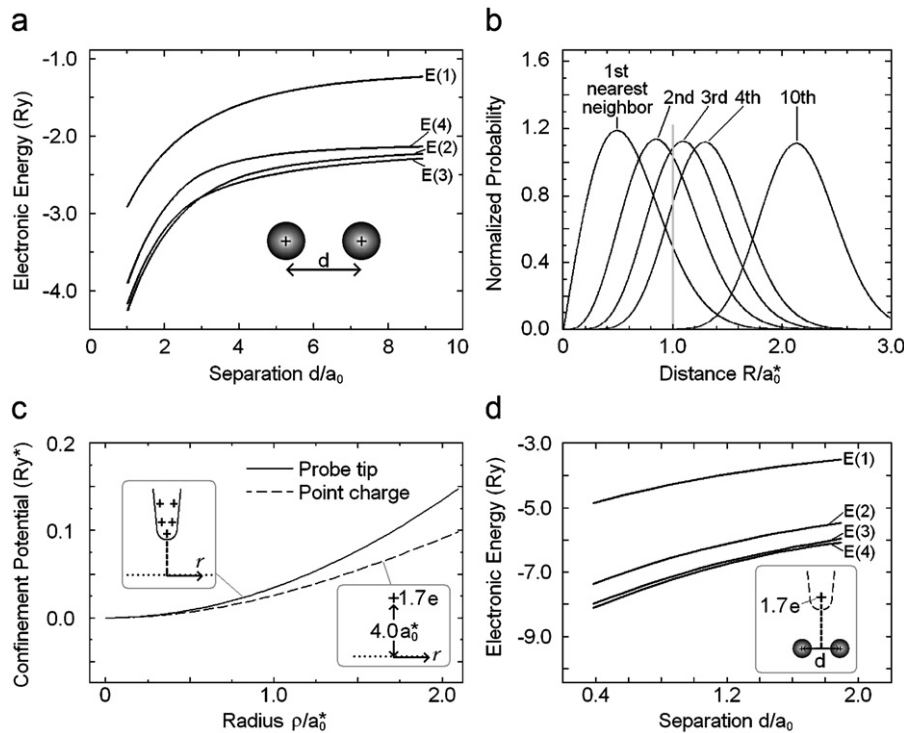 a
Electronic Energy (Ry)
-1.0
-2.0
-3.0
-4.0
E(1)
E(4)
E(2)
E(3)
+ +
d
0 2 4 6 8 10
Separation d/a₀
b
Normalized Probability
1.6
1.2
0.8
0.4
0.0
1st
nearest
neighbor
2nd 3rd 4th 10th
0 1.0 2.0 3.0
Distance R/a₀*
c
Confinement Potential (Ry*)
0.2
0.1
0.0
Probe tip
Point charge
+ +
+ + +
+
r
+1.7e
4.0a₀*
r
0 0.5 1.0 1.5 2.0
Radius ρ/a₀*
d
Electronic Energy (Ry)
-3.0
-5.0
-7.0
-9.0
E(1)
E(2)
E(3)
E(4)
1.7e +
d
0.4 1.2 2.0
Separation d/a₀